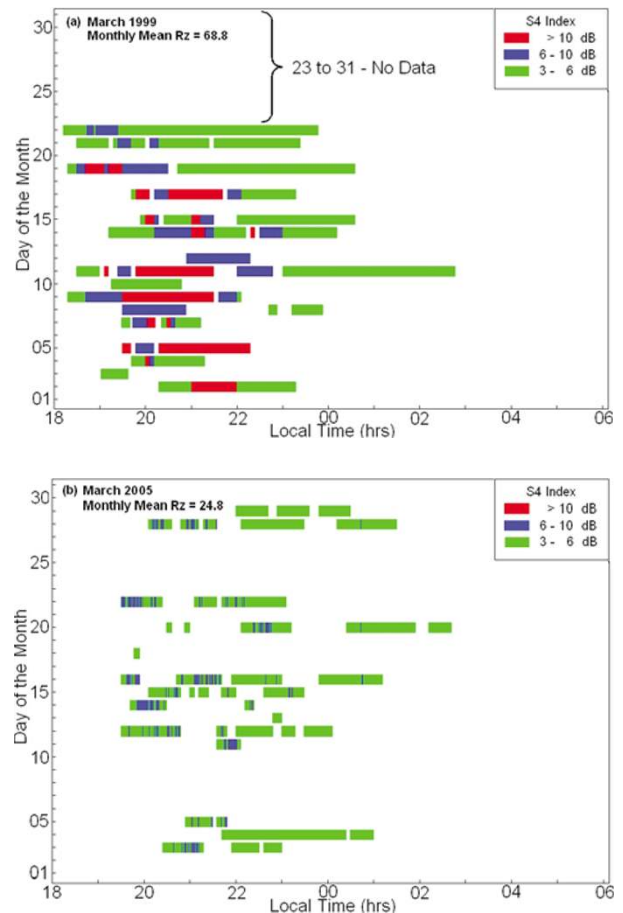 (a) March 1999
Monthly Mean Rz = 68.8
S4 Index
> 10 dB
6 - 10 dB
3 - 6 dB
23 to 31 - No Data
Day of the Month
30
25
20
15
10
05
01
18 20 22 00 02 04 06
Local Time (hrs)
(b) March 2005
Monthly Mean Rz = 24.8
S4 Index
> 10 dB
6 - 10 dB
3 - 6 dB
Day of the Month
30
25
20
15
10
05
01
18 20 22 00 02 04 06
Local Time (hrs)